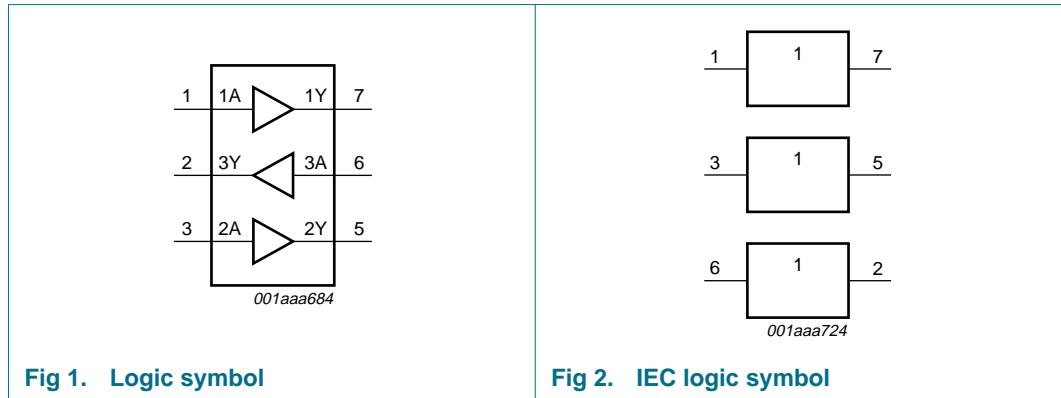 1 1A 1Y 7
2 3Y 3A 6
3 2A 2Y 5
001aaa684
Fig 1. Logic symbol
1 1 7
3 1 5
6 1 2
001aaa724
Fig 2. IEC logic symbol